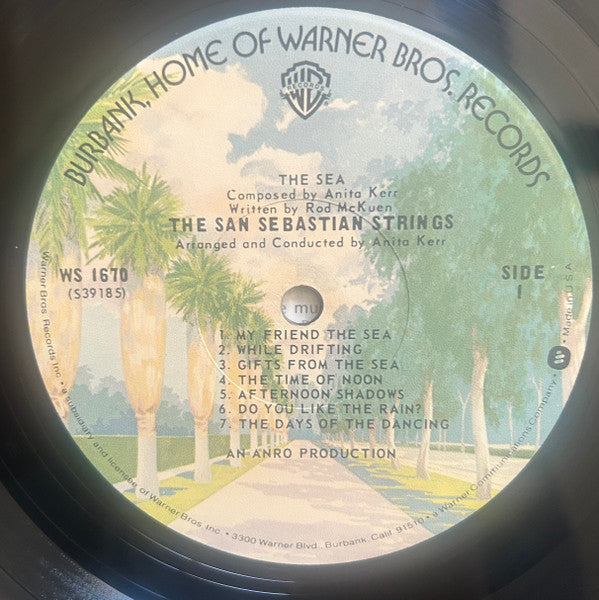 BURBANK, HOME OF WARNER BROS. RECORDS
RECORDS
THE SEA
Composed by Anita Kerr
Written by Rod McKuen
THE SAN SEBASTIAN STRINGS
Arranged and Conducted by Anita Kerr
WS 1670
(S39185)
SIDE
1
mu
1. MY FRIEND THE SEA
2. WHILE DRIFTING
3. GIFTS FROM THE SEA
4. THE TIME OF NOON
5. AFTERNOON SHADOWS
6. DO YOU LIKE THE RAIN?
7. THE DAYS OF THE DANCING
AN ANRO PRODUCTION
Warner Bros. Records Inc. • a subsidiary and licensee of Warner Bros. Inc. • 3300 Warner Blvd., Burbank, Calif. 91510 • a Warner Communications Company • Made in U.S.A.